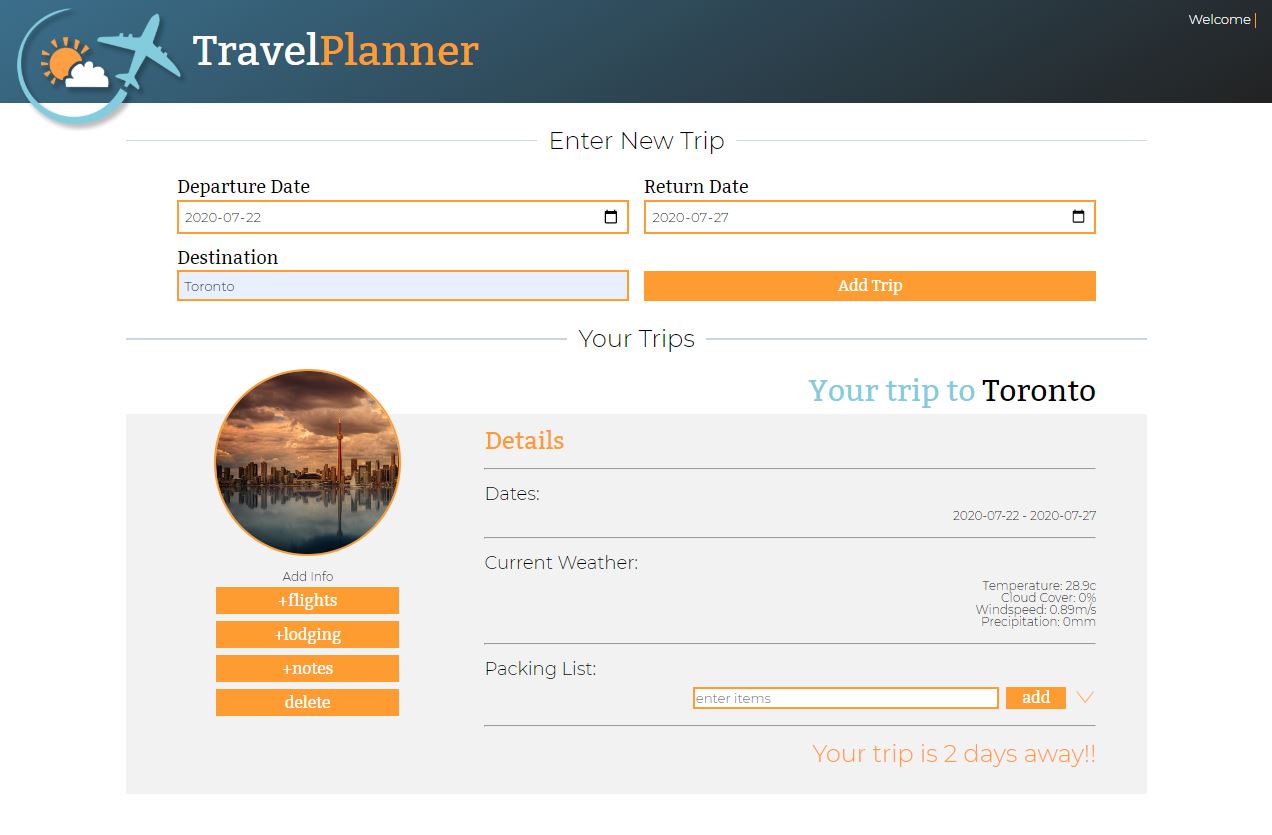 Welcome |
TravelPlanner
Enter New Trip
Departure Date
Return Date
2020-07-22
2020-07-27
Destination
Toronto
Add Trip
Your Trips
Your trip to Toronto
Details
Dates:
2020-07-22 - 2020-07-27
Current Weather:
Temperature: 28.9c
Cloud Cover: 0%
Windspeed: 0.89m/s
Precipitation: 0mm
Add Info
+flights
+lodging
+notes
delete
Packing List:
enter items
add
Your trip is 2 days away!!